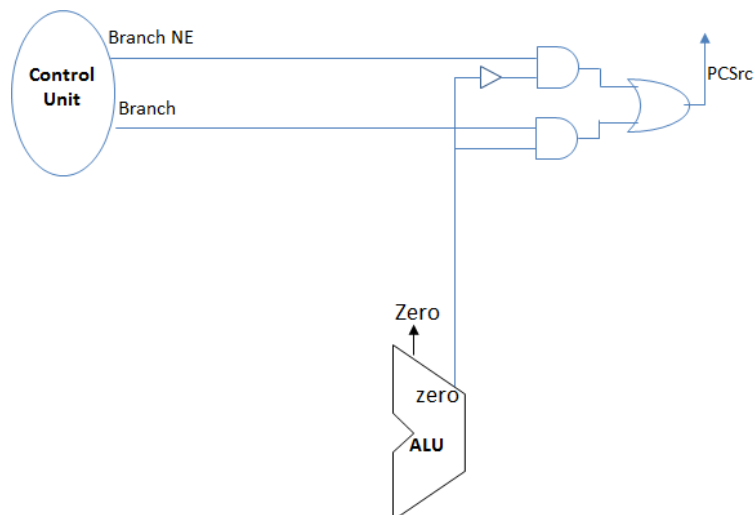 Branch NE
Control
Unit
PCSrc
Branch
Zero
zero
ALU